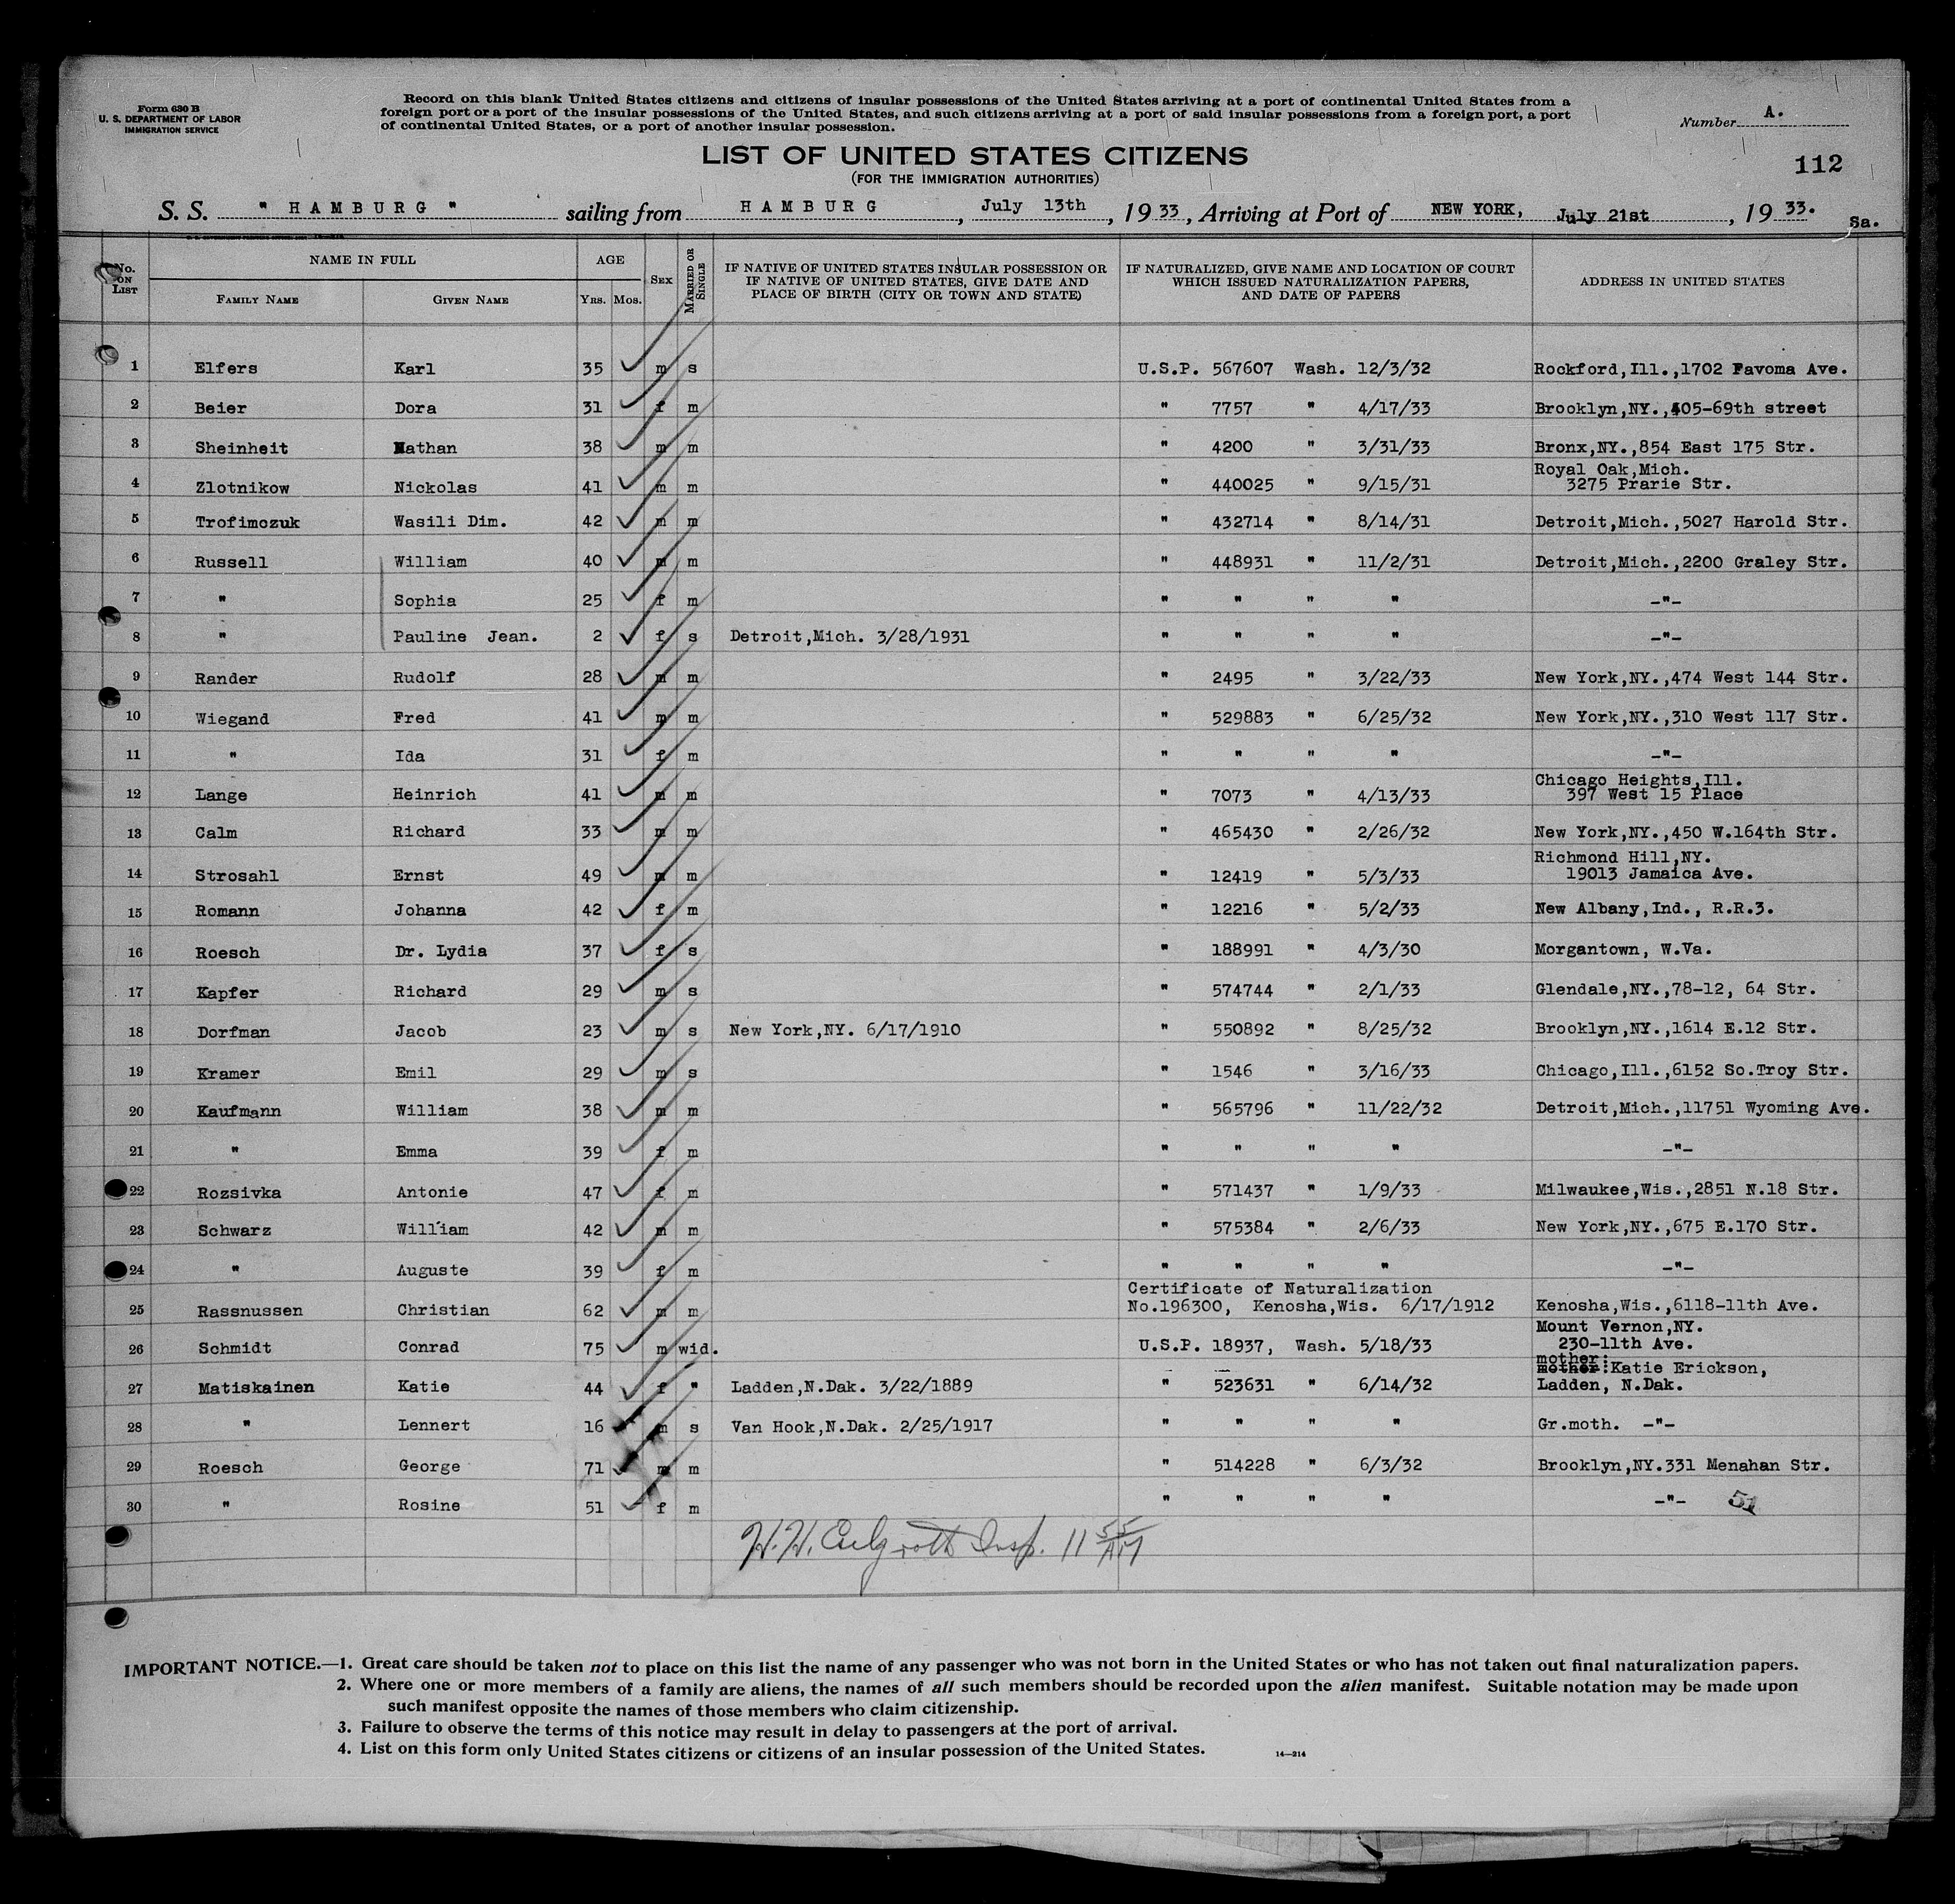 Form 630 B
U. S. DEPARTMENT OF LABOR
IMMIGRATION SERVICE
Record on this blank United States citizens and citizens of insular possessions of the United States arriving at a port of continental United States from a
foreign port or a port of the insular possessions of the United States, and such citizens arriving at a port of said insular possessions from a foreign port, a port
of continental United States, or a port of another insular possession.
Number A.
112
LIST OF UNITED STATES CITIZENS
(FOR THE IMMIGRATION AUTHORITIES)
S. S. " HAMBURG " sailing from HAMBURG, July 13th, 19 33, Arriving at Port of NEW YORK, July 21st, 19 33. Sa.
No. ON LIST NAME IN FULL AGE SEX MARRIED OR SINGLE IF NATIVE OF UNITED STATES INSULAR POSSESSION OR IF NATIVE OF UNITED STATES, GIVE DATE AND PLACE OF BIRTH (CITY OR TOWN AND STATE) IF NATURALIZED, GIVE NAME AND LOCATION OF COURT WHICH ISSUED NATURALIZATION PAPERS, AND DATE OF PAPERS ADDRESS IN UNITED STATES
FAMILY NAME GIVEN NAME YRS. MOS.
1 Elfers Karl 35 m s U.S.P. 567607 Wash. 12/3/32 Rockford,Ill.,1702 Favoma Ave.
2 Beier Dora 31 f m " 7757 " 4/17/33 Brooklyn,NY.,405-69th street
3 Sheinheit Nathan 38 m m " 4200 " 3/31/33 Bronx,NY.,854 East 175 Str.
4 Zlotnikow Nickolas 41 m m " 440025 " 9/15/31 Royal Oak,Mich. 3275 Prarie Str.
5 Trofimczuk Wasili Dim. 42 m m " 432714 " 8/14/31 Detroit,Mich.,5027 Harold Str.
6 Russell William 40 m m " 448931 " 11/2/31 Detroit,Mich.,2200 Graley Str.
7 " Sophia 25 f m " " " " -"-
8 " Pauline Jean. 2 f s Detroit,Mich. 3/28/1931 " " " " -"-
9 Rander Rudolf 28 m m " 2495 " 3/22/33 New York,NY.,474 West 144 Str.
10 Wiegand Fred 41 m m " 529883 " 6/25/32 New York,NY.,310 West 117 Str.
11 " Ida 31 f m " " " " -"-
12 Lange Heinrich 41 m m " 7073 " 4/13/33 Chicago Heights,Ill. 397 West 15 Place
13 Calm Richard 33 m m " 465430 " 2/26/32 New York,NY.,450 W.164th Str.
14 Strosahl Ernst 49 m m " 12419 " 5/3/33 Richmond Hill,NY. 19013 Jamaica Ave.
15 Romann Johanna 42 f m " 12216 " 5/2/33 New Albany,Ind., R.R.3.
16 Roesch Dr. Lydia 37 f s " 188991 " 4/3/30 Morgantown, W.Va.
17 Kapfer Richard 29 m s " 574744 " 2/1/33 Glendale,NY.,78-12, 64 Str.
18 Dorfman Jacob 23 m s New York,NY. 6/17/1910 " 550892 " 8/25/32 Brooklyn,NY.,1614 E.12 Str.
19 Kramer Emil 29 m s " 1546 " 3/16/33 Chicago,Ill.,6152 So.Troy Str.
20 Kaufmann William 38 m m " 565796 " 11/22/32 Detroit,Mich.,11751 Wyoming Ave.
21 " Emma 39 f m " " " " -"-
22 Rozsivka Antonie 47 f m " 571437 " 1/9/33 Milwaukee,Wis.,2851 N.18 Str.
23 Schwarz William 42 m m " 575384 " 2/6/33 New York,NY.,675 E.170 Str.
24 " Auguste 39 f m " " " " -"-
25 Rassnussen Christian 62 m m Certificate of Naturalization No.196300, Kenosha,Wis. 6/17/1912 Kenosha,Wis.,6118-11th Ave.
26 Schmidt Conrad 75 m wid. U.S.P. 18937, Wash. 5/18/33 Mount Vernon,NY. 230-11th Ave.
27 Matiskainen Katie 44 f " Ladden,N.Dak. 3/22/1889 " 523631 " 6/14/32 mother: Katie Erickson, Ladden, N.Dak.
28 " Lennert 16 m s Van Hook,N.Dak. 2/25/1917 " " " " Gr.moth. -"-
29 Roesch George 71 m m " 514228 " 6/3/32 Brooklyn,NY.331 Menahan Str.
30 " Rosine 51 f m " " " " -"- 51
H.H. Insp. 11 55 AM
IMPORTANT NOTICE.—1. Great care should be taken not to place on this list the name of any passenger who was not born in the United States or who has not taken out final naturalization papers.
2. Where one or more members of a family are aliens, the names of all such members should be recorded upon the alien manifest. Suitable notation may be made upon
such manifest opposite the names of those members who claim citizenship.
3. Failure to observe the terms of this notice may result in delay to passengers at the port of arrival.
4. List on this form only United States citizens or citizens of an insular possession of the United States.
14—214